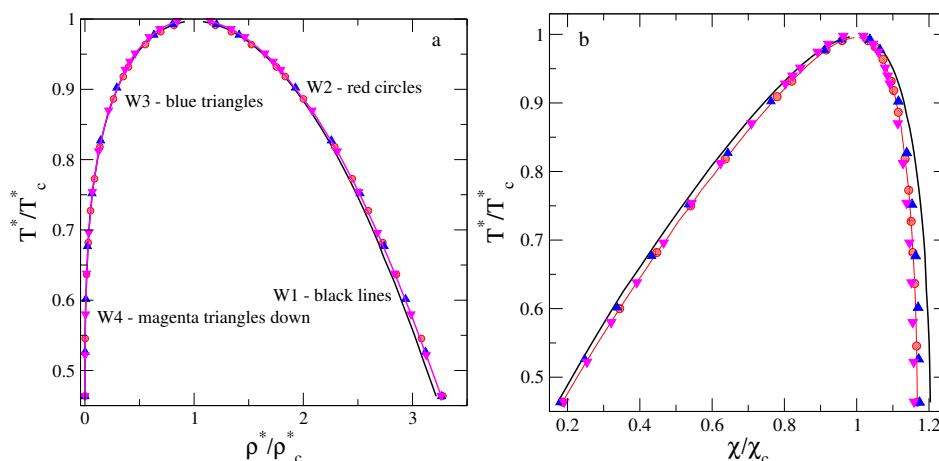 a
W3 - blue triangles
W2 - red circles
W1 - black lines
W4 - magenta triangles down
1
0.9
0.8
0.7
0.6
0.5
0 1 2 3
T*/T*c
ρ*/ρ*c
b
1
0.9
0.8
0.7
0.6
0.5
0.2 0.4 0.6 0.8 1 1.2
T*/T*c
χ/χc